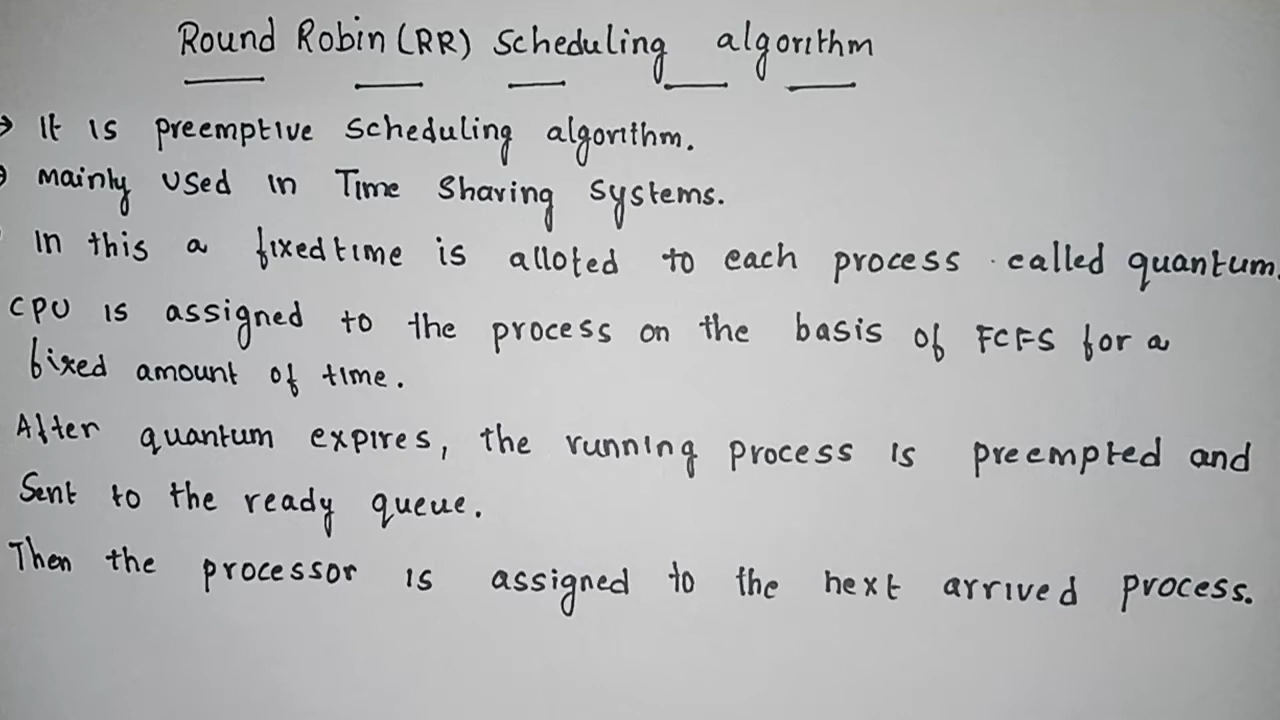 Round Robin (RR) Scheduling algorithm
→ It is preemptive scheduling algorithm.
→ mainly used in Time Sharing systems.
In this a fixed time is alloted to each process called quantum.
CPU is assigned to the process on the basis of FCFS for a
fixed amount of time.
After quantum expires, the running process is preempted and
Sent to the ready queue.
Then the processor is assigned to the next arrived process.